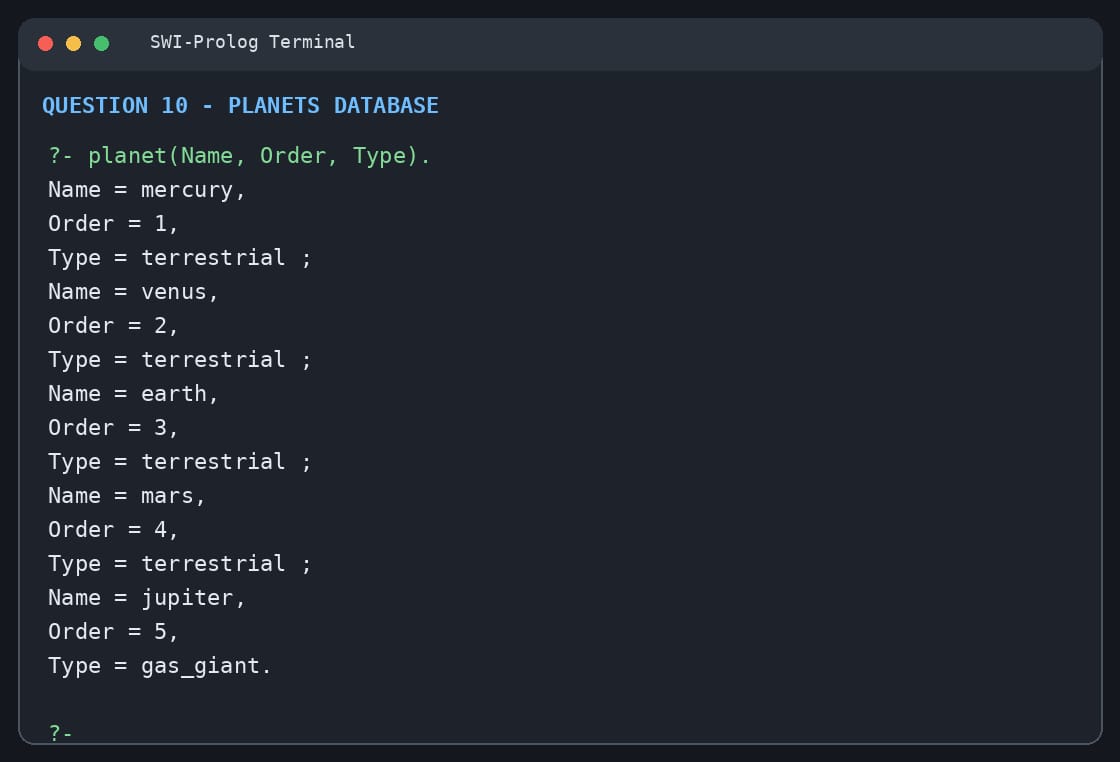 SWI-Prolog Terminal
QUESTION 10 - PLANETS DATABASE
?- planet(Name, Order, Type).
Name = mercury,
Order = 1,
Type = terrestrial ;
Name = venus,
Order = 2,
Type = terrestrial ;
Name = earth,
Order = 3,
Type = terrestrial ;
Name = mars,
Order = 4,
Type = terrestrial ;
Name = jupiter,
Order = 5,
Type = gas_giant.
?-